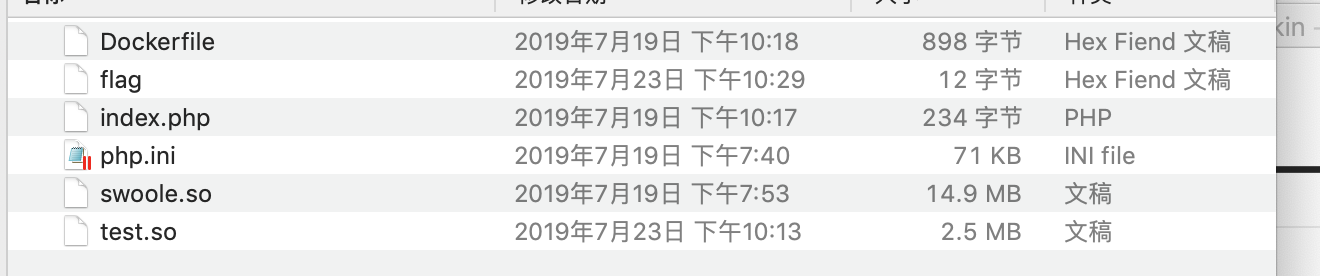 Dockerfile 2019年7月19日 下午10:18 898 字节 Hex Fiend 文稿
flag 2019年7月23日 下午10:29 12 字节 Hex Fiend 文稿
index.php 2019年7月19日 下午10:17 234 字节 PHP
php.ini 2019年7月19日 下午7:40 71 KB INI file
swoole.so 2019年7月19日 下午7:53 14.9 MB 文稿
test.so 2019年7月23日 下午10:13 2.5 MB 文稿